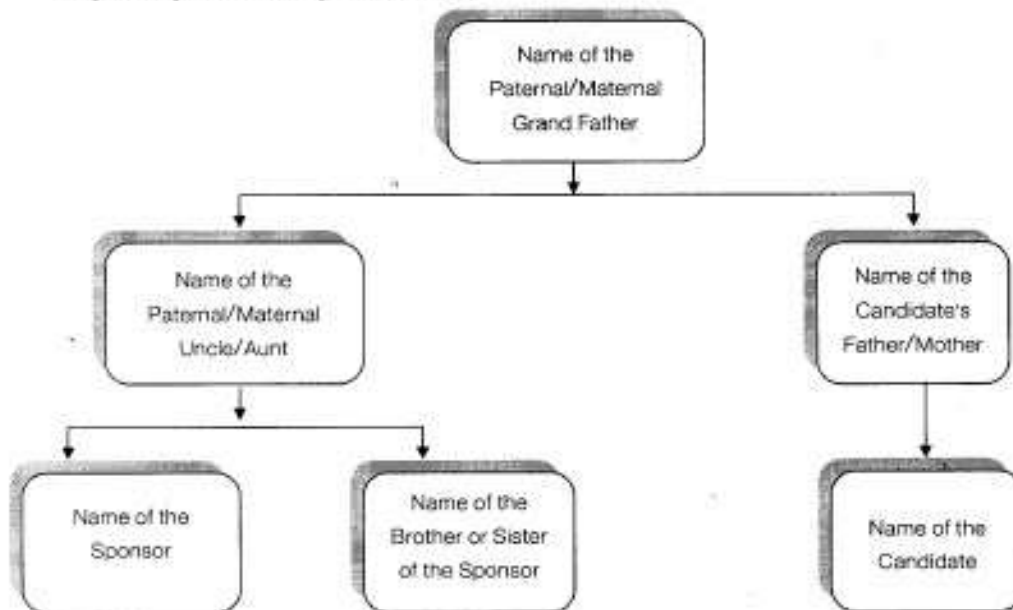 Name of the
Paternal/Maternal
Grand Father
Name of the
Paternal/Maternal
Uncle/Aunt
Name of the
Candidate's
Father/Mother
Name of the
Sponsor
Name of the
Brother or Sister
of the Sponsor
Name of the
Candidate